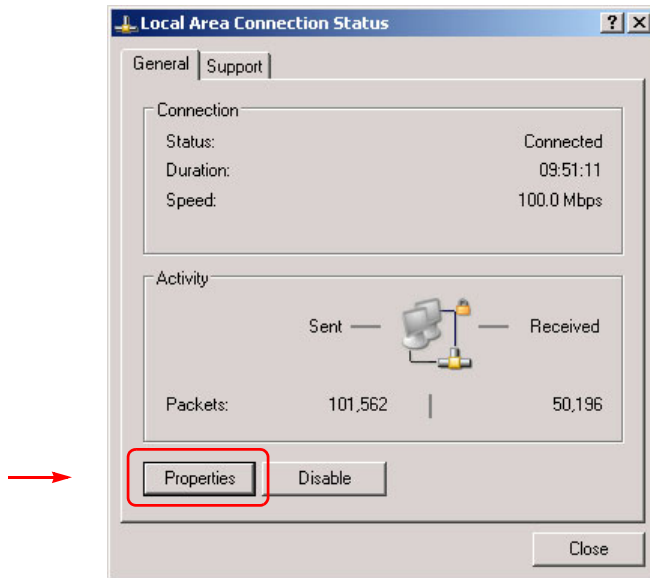 Local Area Connection Status
General Support
Connection
Status: Connected
Duration: 09:51:11
Speed: 100.0 Mbps
Activity
Sent Received
Packets: 101,562 50,196
Properties Disable
Close